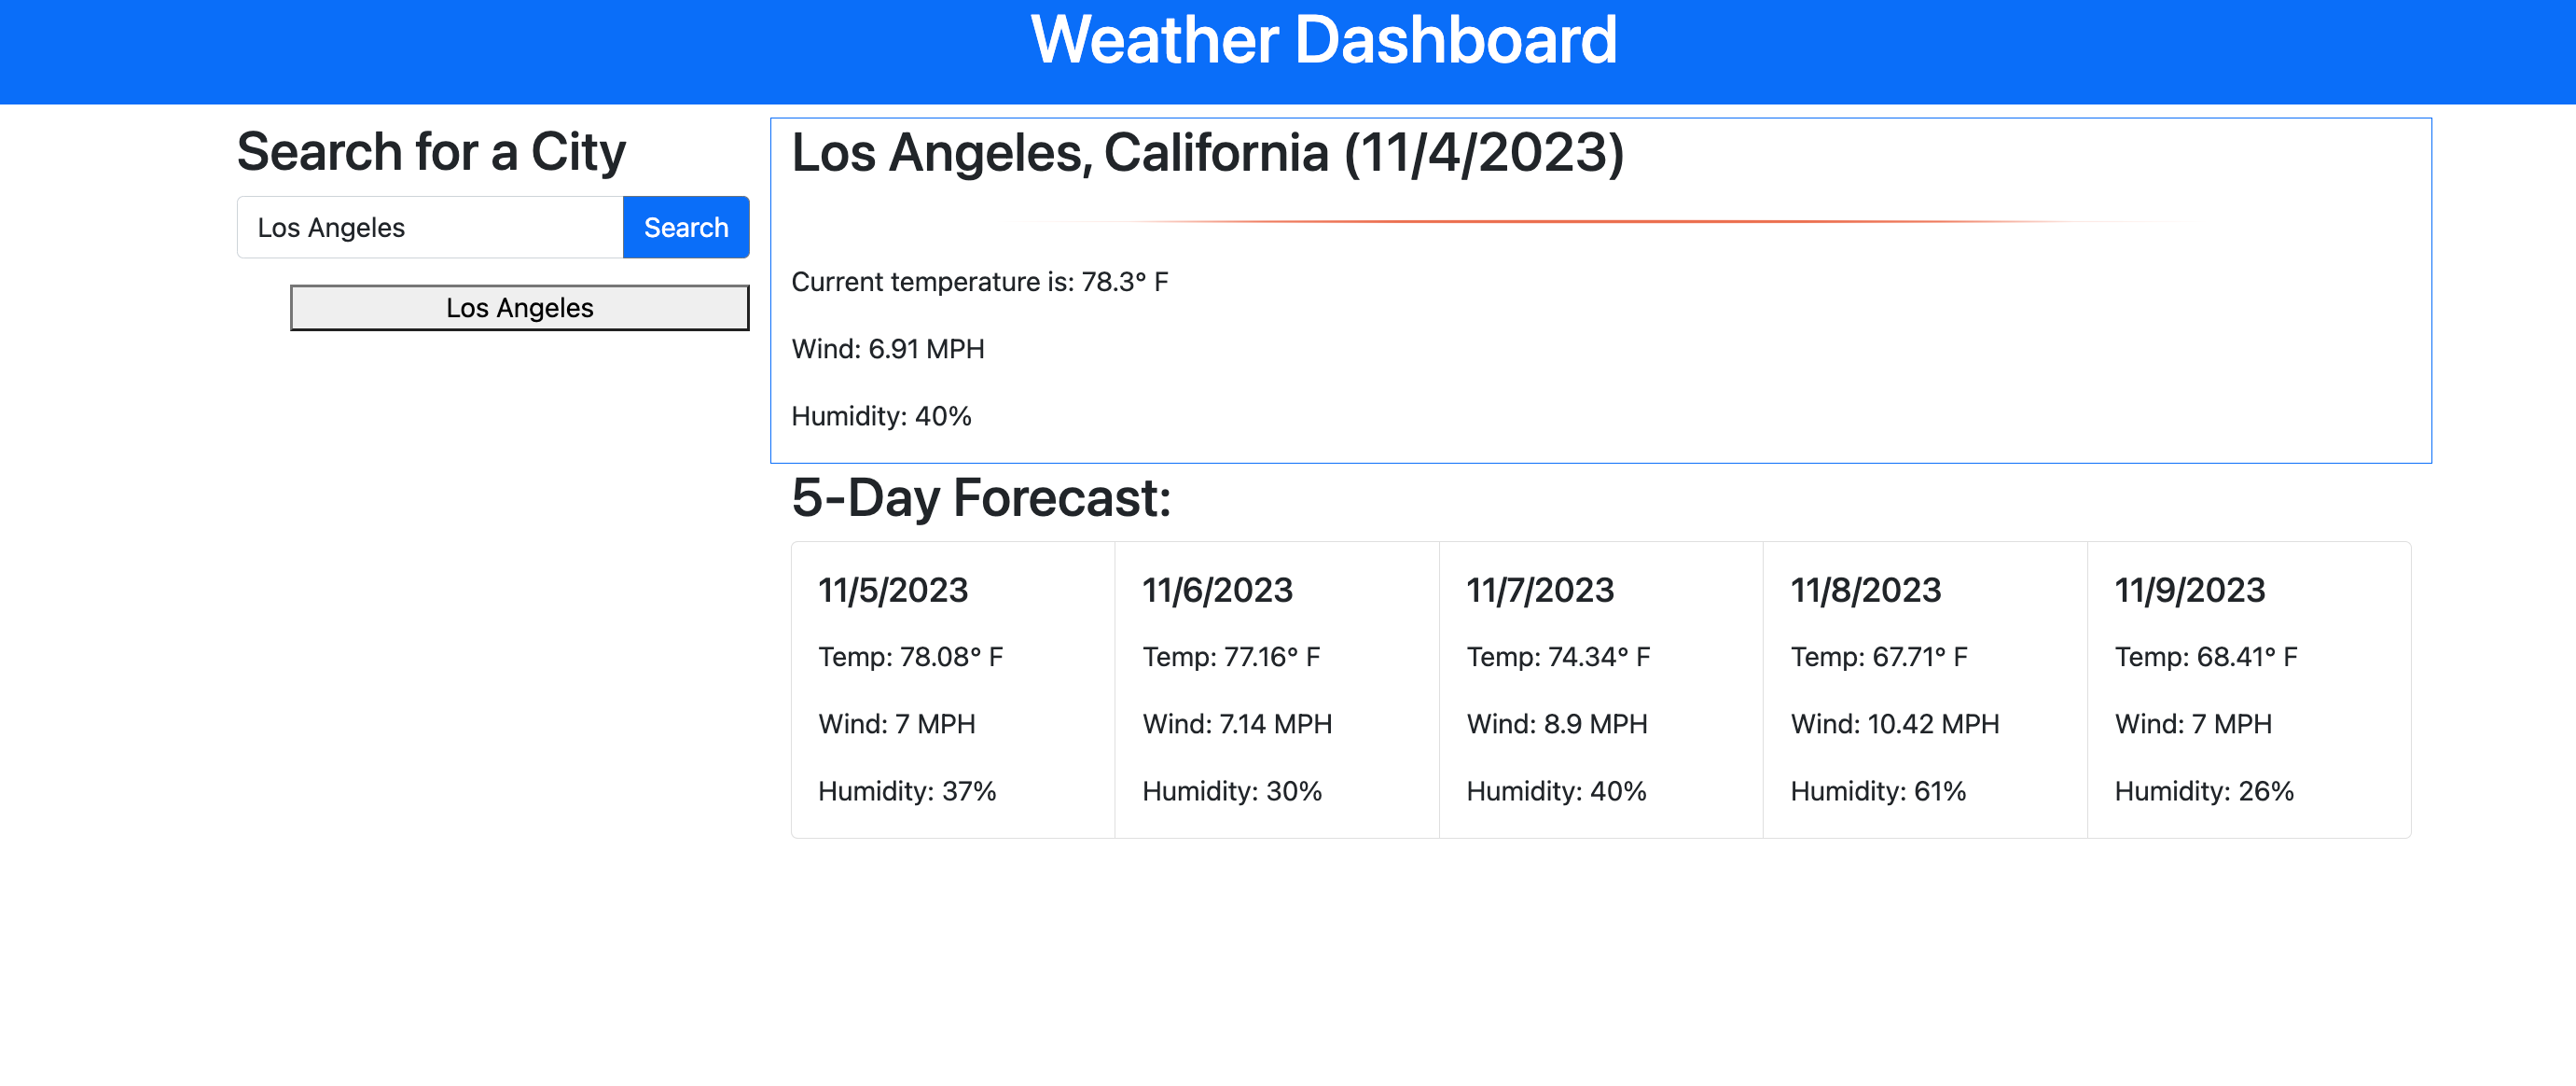 Weather Dashboard
Search for a City
Los Angeles
Search
Los Angeles
Los Angeles, California (11/4/2023)
Current temperature is: 78.3° F
Wind: 6.91 MPH
Humidity: 40%
5-Day Forecast:
11/5/2023
Temp: 78.08° F
Wind: 7 MPH
Humidity: 37%
11/6/2023
Temp: 77.16° F
Wind: 7.14 MPH
Humidity: 30%
11/7/2023
Temp: 74.34° F
Wind: 8.9 MPH
Humidity: 40%
11/8/2023
Temp: 67.71° F
Wind: 10.42 MPH
Humidity: 61%
11/9/2023
Temp: 68.41° F
Wind: 7 MPH
Humidity: 26%